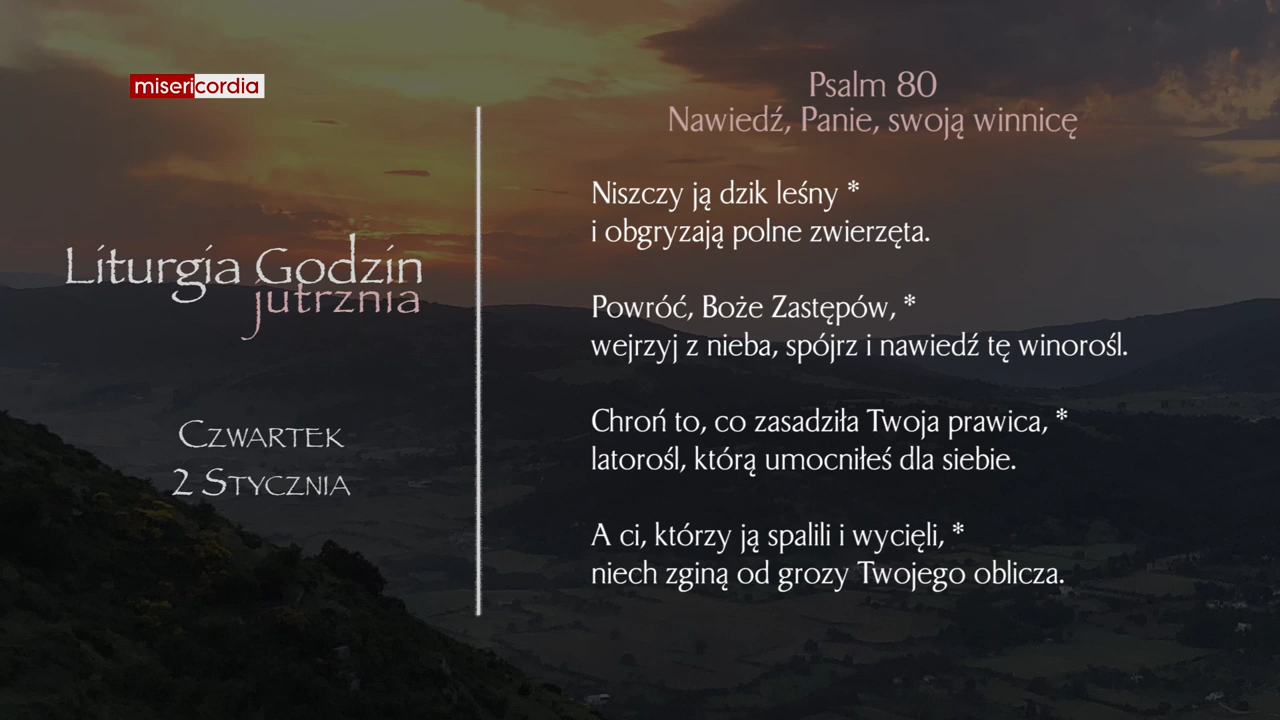 misericordia
Liturgia Godzin
jutrznia
Czwartek
2 Stycznia
Psalm 80
Nawiedź, Panie, swoją winnicę
Niszczy ją dzik leśny *
i obgryzają polne zwierzęta.
Powróć, Boże Zastępów, *
wejrzyj z nieba, spójrz i nawiedź tę winorośl.
Chroń to, co zasadziła Twoja prawica, *
latorośl, którą umocniłeś dla siebie.
A ci, którzy ją spalili i wycięli, *
niech zginą od grozy Twojego oblicza.